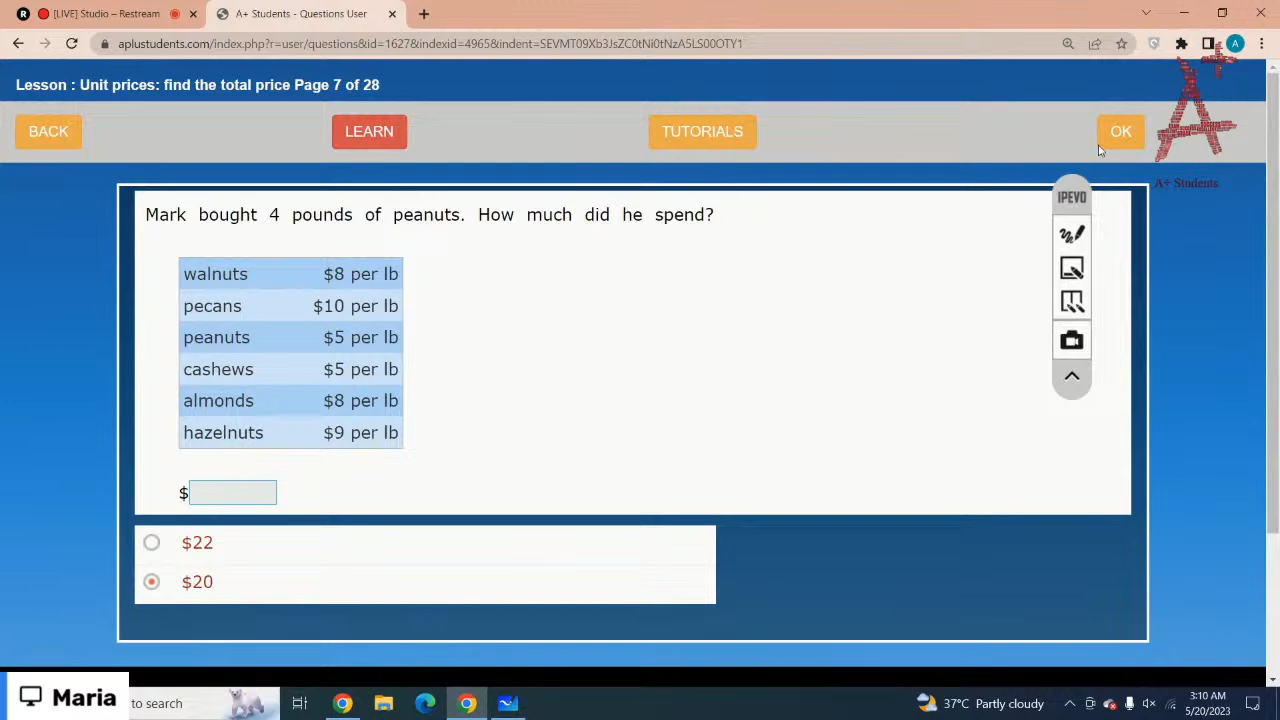 [LIVE] Studio – Restream
A+ Students - Questions User
aplustudents.com/index.php?r=user/questions&id=1627&indexid=4965&indent=SEVMT09Xb3JsZC0tNi0tNzA5LS00OTY1
A
Lesson : Unit prices: find the total price Page 7 of 28
BACK
LEARN
TUTORIALS
OK
A+ Students
IPEVO
Mark bought 4 pounds of peanuts. How much did he spend?
walnuts $8 per lb
pecans $10 per lb
peanuts $5 per lb
cashews $5 per lb
almonds $8 per lb
hazelnuts $9 per lb
$
$22
$20
Maria
to search
37°C Partly cloudy
3:10 AM
5/20/2023